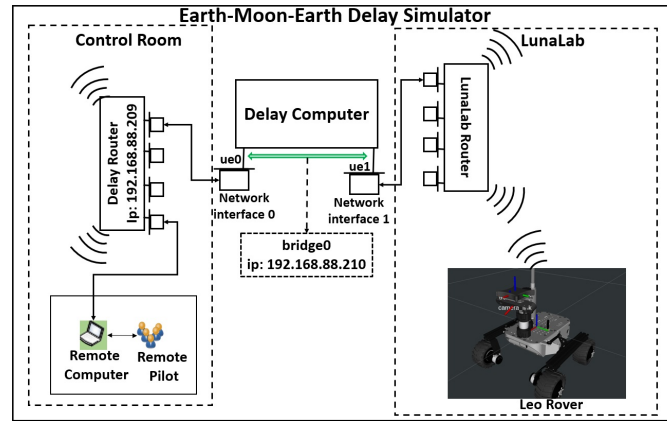 Earth-Moon-Earth Delay Simulator
Control Room
LunaLab
Delay Computer
Delay Router
Ip: 192.168.88.209
LunaLab Router
ue0
ue1
Network
interface 0
Network
interface 1
bridge0
ip: 192.168.88.210
Remote
Computer
Remote
Pilot
Leo Rover